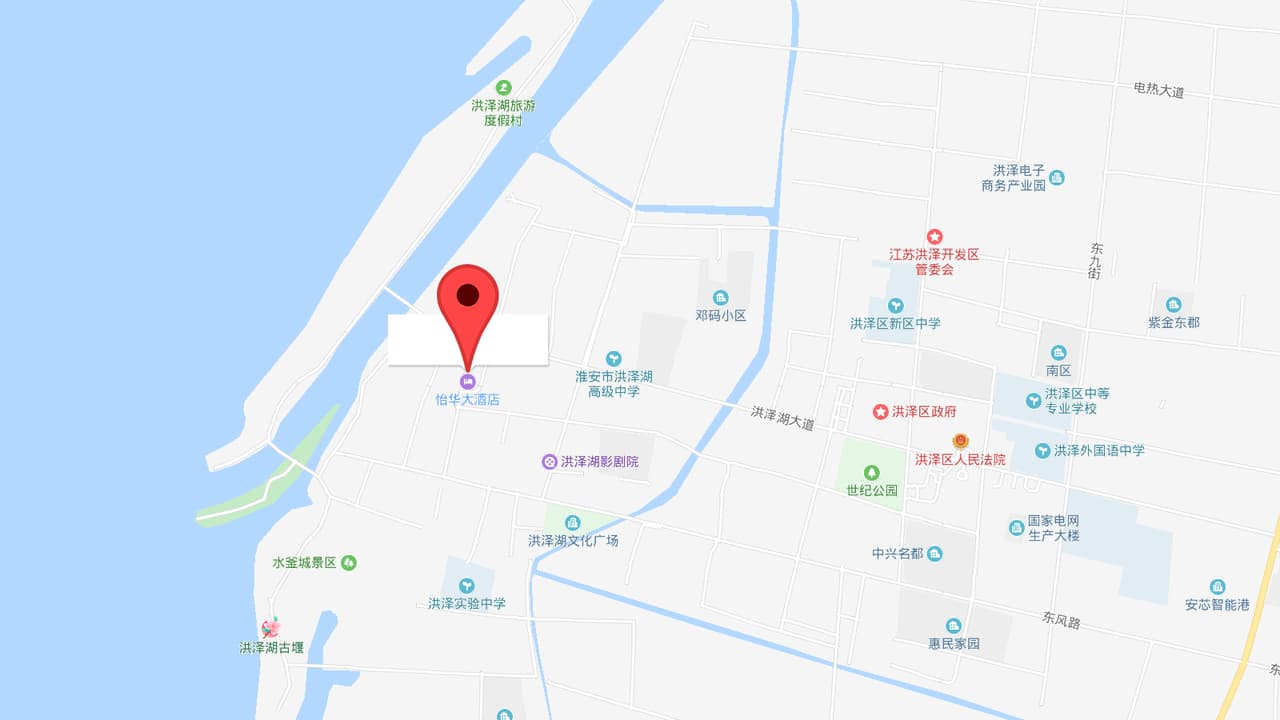 电热大道
洪泽湖旅游
度假村
洪泽电子
商务产业园
江苏洪泽开发区
管委会
东九街
邓码小区
洪泽区新区中学
紫金东郡
南区
淮安市洪泽湖
高级中学
怡华大酒店
洪泽区中等
专业学校
洪泽湖大道
洪泽区政府
洪泽外国语中学
洪泽湖影剧院
洪泽区人民法院
世纪公园
国家电网
生产大楼
洪泽湖文化广场
中兴名都
水釜城景区
洪泽实验中学
安芯智能港
东风路
惠民家园
洪泽湖古堰
东